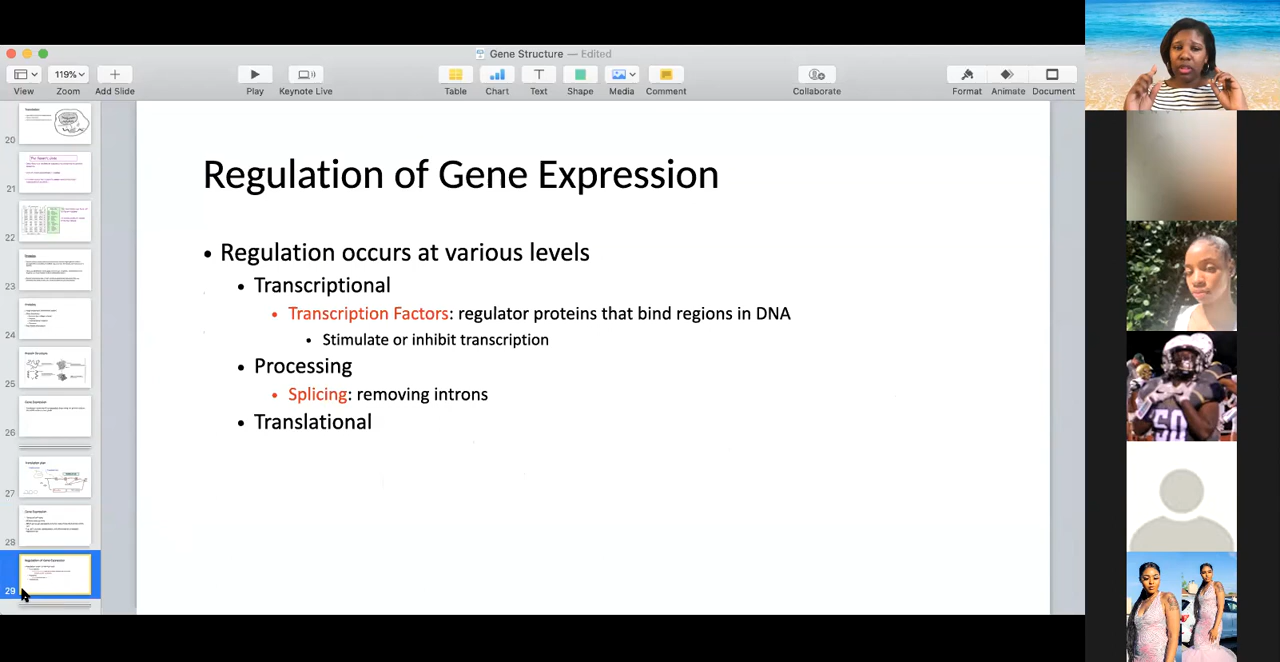 Gene Structure — Edited
119%
View
Zoom
Add Slide
Play
Keynote Live
Table
Chart
Text
Shape
Media
Comment
Collaborate
Format
Animate
Document
20
21
22
23
24
25
26
27
28
29
Regulation of Gene Expression
• Regulation occurs at various levels
• Transcriptional
• Transcription Factors: regulator proteins that bind regions in DNA
• Stimulate or inhibit transcription
• Processing
• Splicing: removing introns
• Translational
50